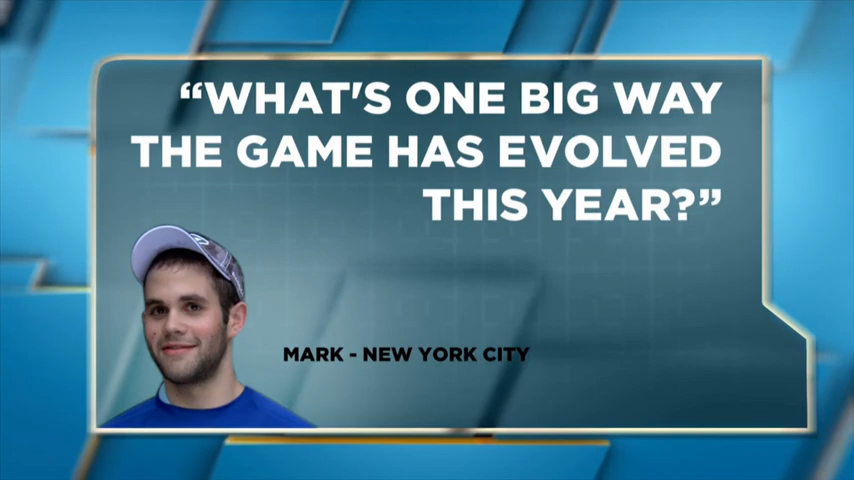 “WHAT'S ONE BIG WAY
THE GAME HAS EVOLVED
THIS YEAR?”
MARK - NEW YORK CITY